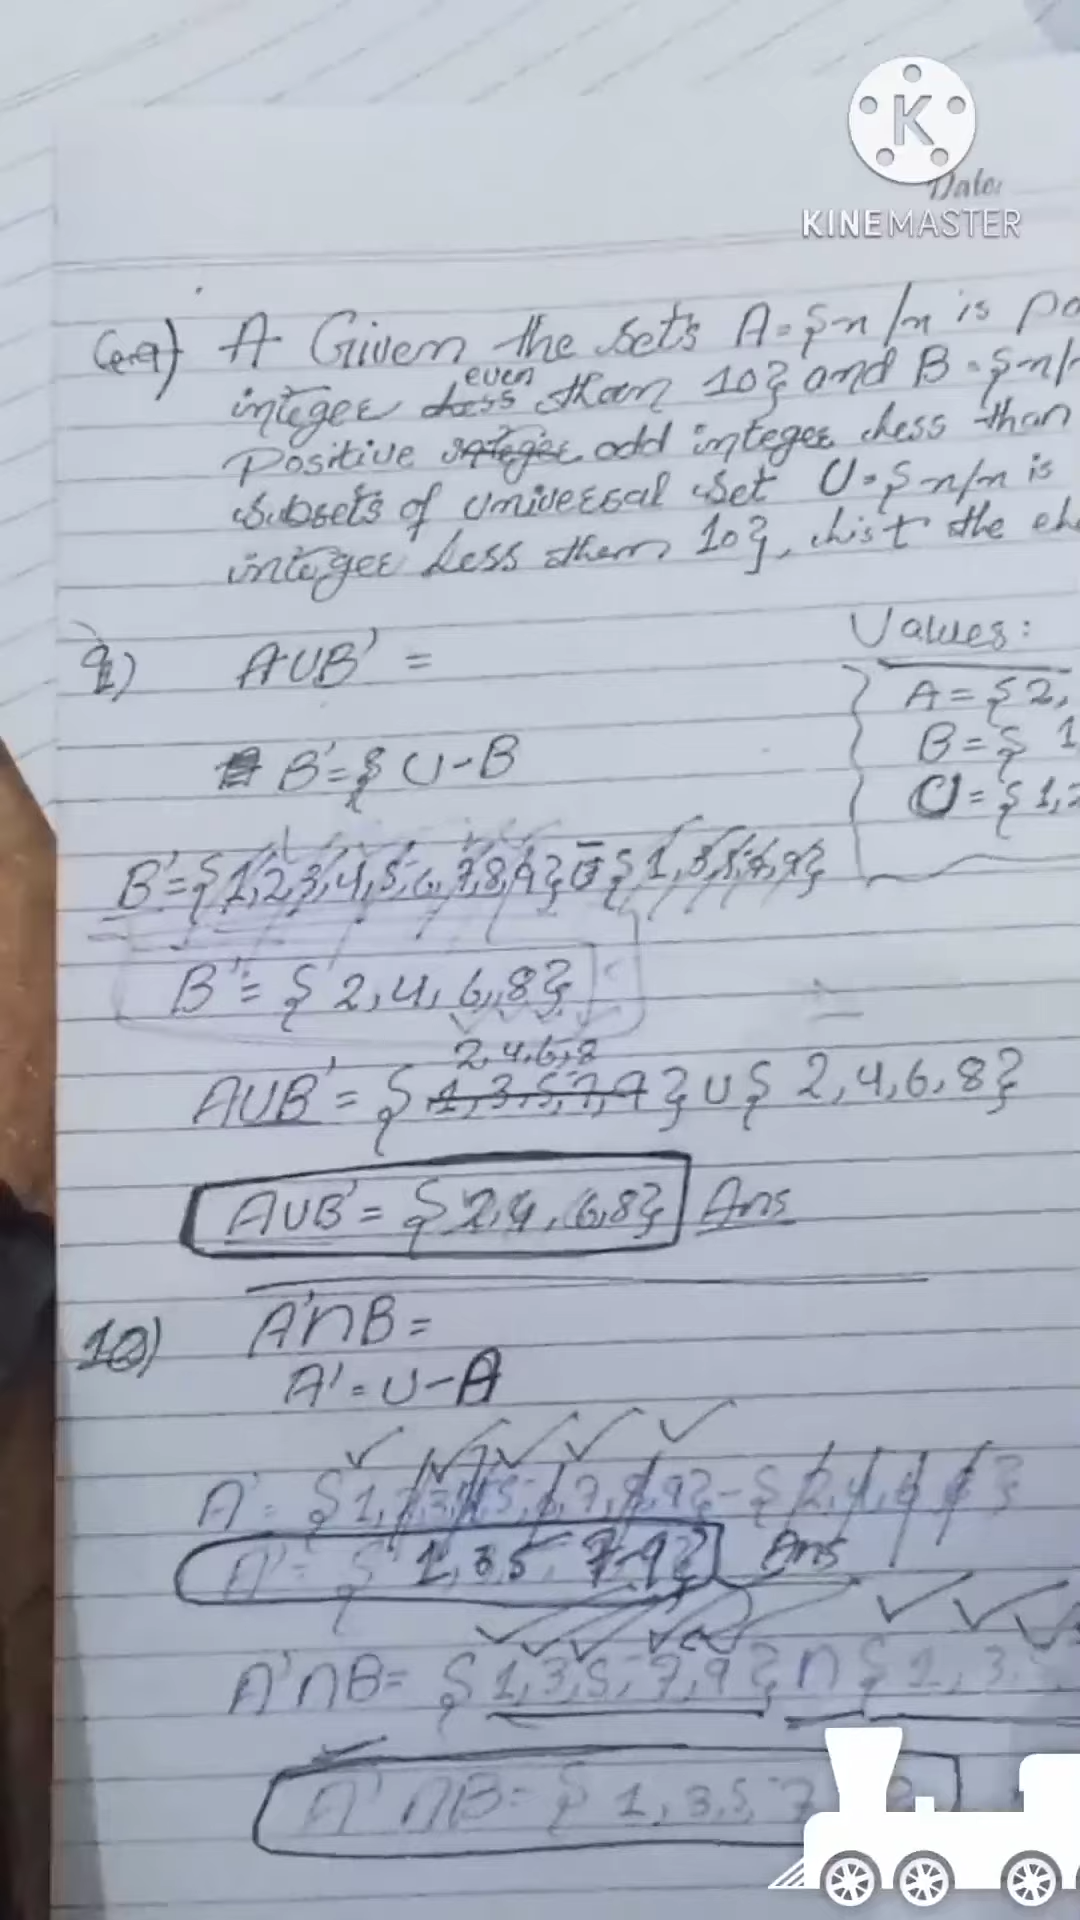 Date:
KINEMASTER
A Given the sets A = {n/n is po
even
integer less than 10} and B = {n/
Positive integer odd integer less than
subsets of universal set U = {n/n is
integer less than 10}, list the ele
9) AUB' =
Values:
A = {2,
B = { 1
U = { 1,2
B' = { U - B
B' = {1,2,3,4,5,6,7,8,9} - {1,3,5,7,9}
B' = { 2,4,6,8}
2,4,6,8
AUB' = { 1,3,5,7,9 } U { 2,4,6,8}
AUB' = { 2,4,6,8} Ans
10) A'∩B =
A' = U - A
A' = {1,2,3,4,5,6,7,8,9} - { 2,4,6,8 }
A' = { 1,3,5,7,9} Ans
A'∩B = { 1,3,5,7,9 } ∩ { 1,3,
A'∩B = { 1,3,5,7